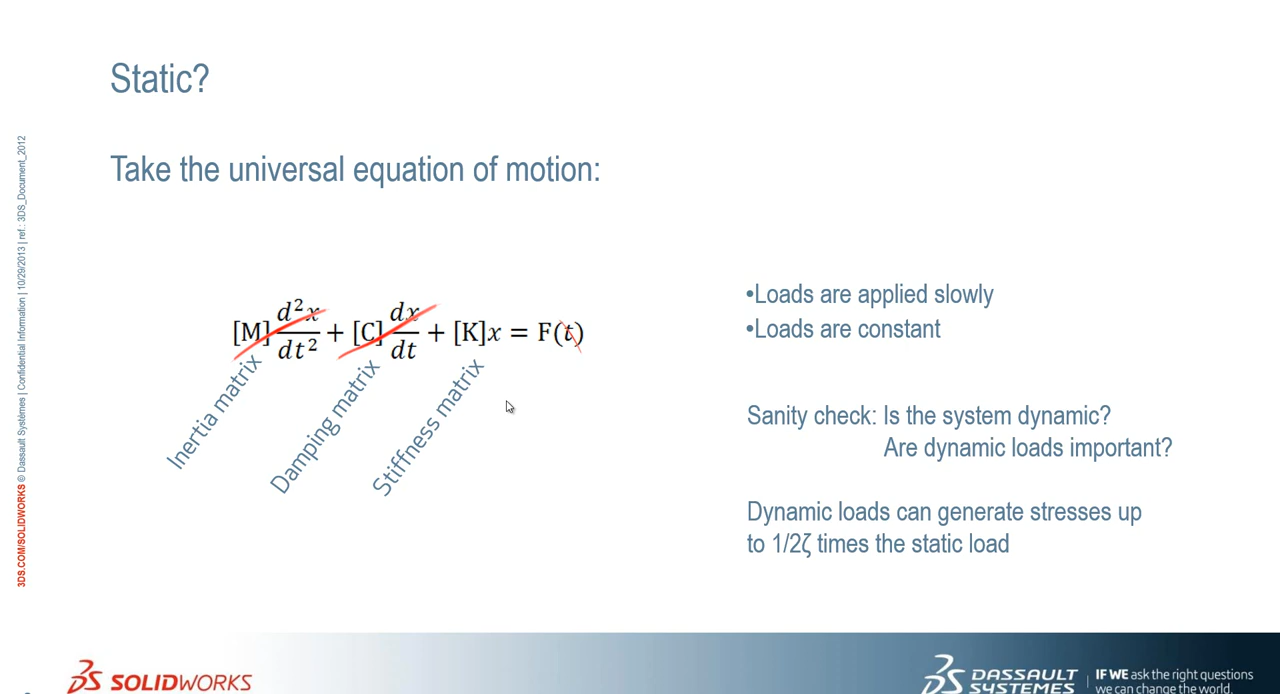 Static?
Take the universal equation of motion:
[M] d²x/dt² + [C] dx/dt + [K]x = F(t)
Inertia matrix
Damping matrix
Stiffness matrix
•Loads are applied slowly
•Loads are constant
Sanity check: Is the system dynamic?
Are dynamic loads important?
Dynamic loads can generate stresses up
to 1/2ζ times the static load
3DS.COM/SOLIDWORKS © Dassault Systèmes | Confidential Information | 10/29/2013 | ref.: 3DS_Document_2012
SOLIDWORKS
DASSAULT
SYSTEMES
IF WE ask the right questions
we can change the world.